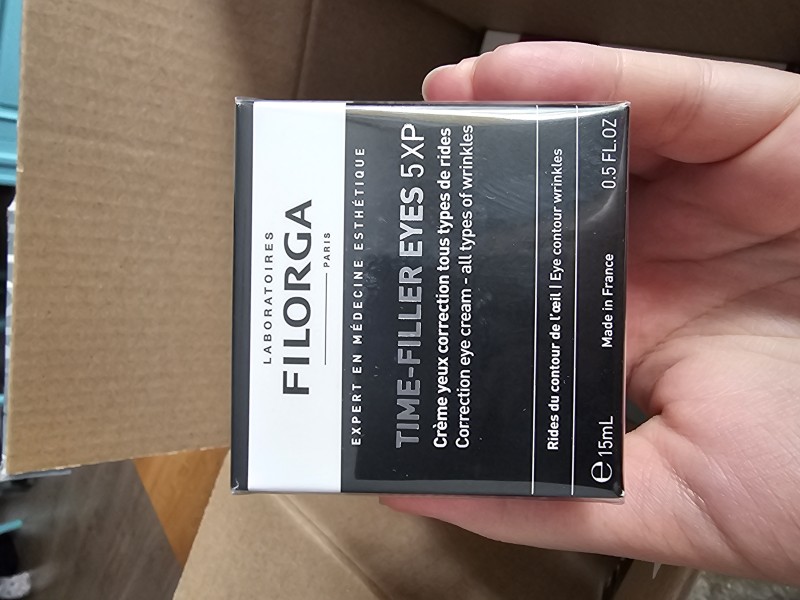 LABORATOIRES
FILORGA
PARIS
EXPERT EN MÉDECINE ESTHÉTIQUE
TIME-FILLER EYES 5 XP
Crème yeux correction tous types de rides
Correction eye cream - all types of wrinkles
Rides du contour de l'œil | Eye contour wrinkles
℮ 15mL Made in France 0.5 FL.OZ